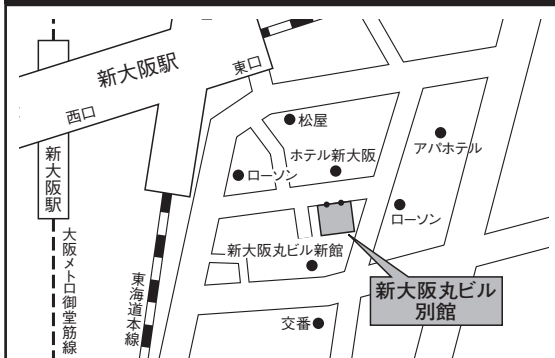 新大阪駅
東口
西口
松屋
ホテル新大阪
アパホテル
ローソン
ローソン
新大阪駅
新大阪丸ビル新館
新大阪丸ビル
別館
交番
大阪メトロ御堂筋線
東海道本線